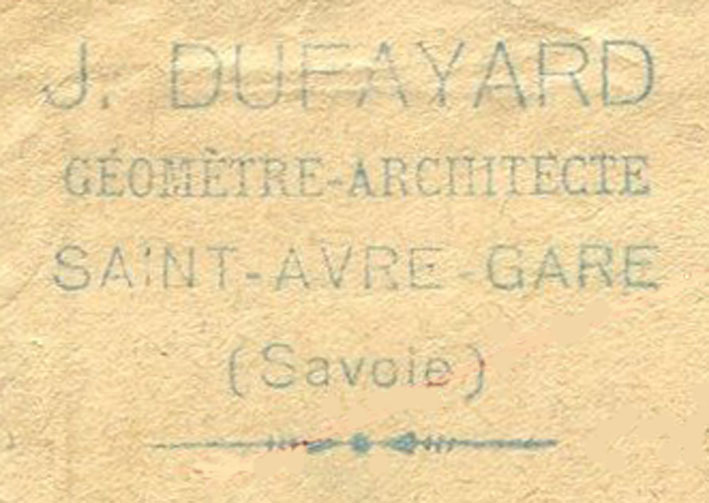 J. DUFAYARD
GÉOMÈTRE-ARCHITECTE
SAINT-AVRE-GARE
(Savoie)